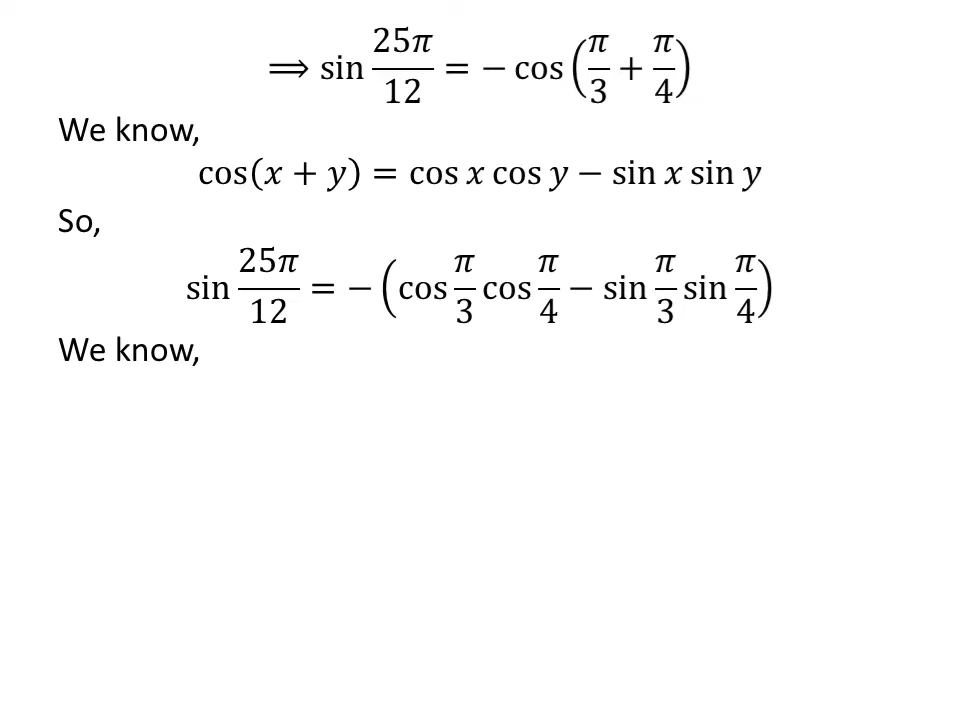 ⟹ sin 25π/12 = − cos (π/3 + π/4)
We know,
cos(x + y) = cos x cos y − sin x sin y
So,
sin 25π/12 = − (cos π/3 cos π/4 − sin π/3 sin π/4)
We know,